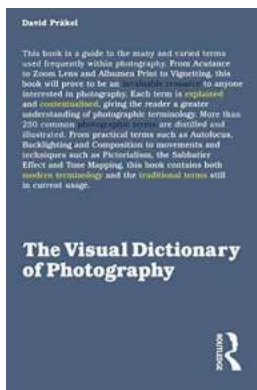 David Präkel
This book is a guide to the many and varied terms
used frequently within photography. From Acutance
to Zoom Lens and Albumen Print to Vignetting, this
book will prove to be an invaluable resource to anyone
interested in photography. Each term is explained
and contextualised, giving the reader a greater
understanding of photographic terminology. More than
250 common photographic terms are distilled and
illustrated. From practical terms such as Autofocus,
Backlighting and Composition to movements and
techniques such as Pictorialism, the Sabbatier
Effect and Tone Mapping, this book contains both
modern terminology and the traditional terms still
in current usage.
The Visual Dictionary
of Photography
ROUTLEDGE